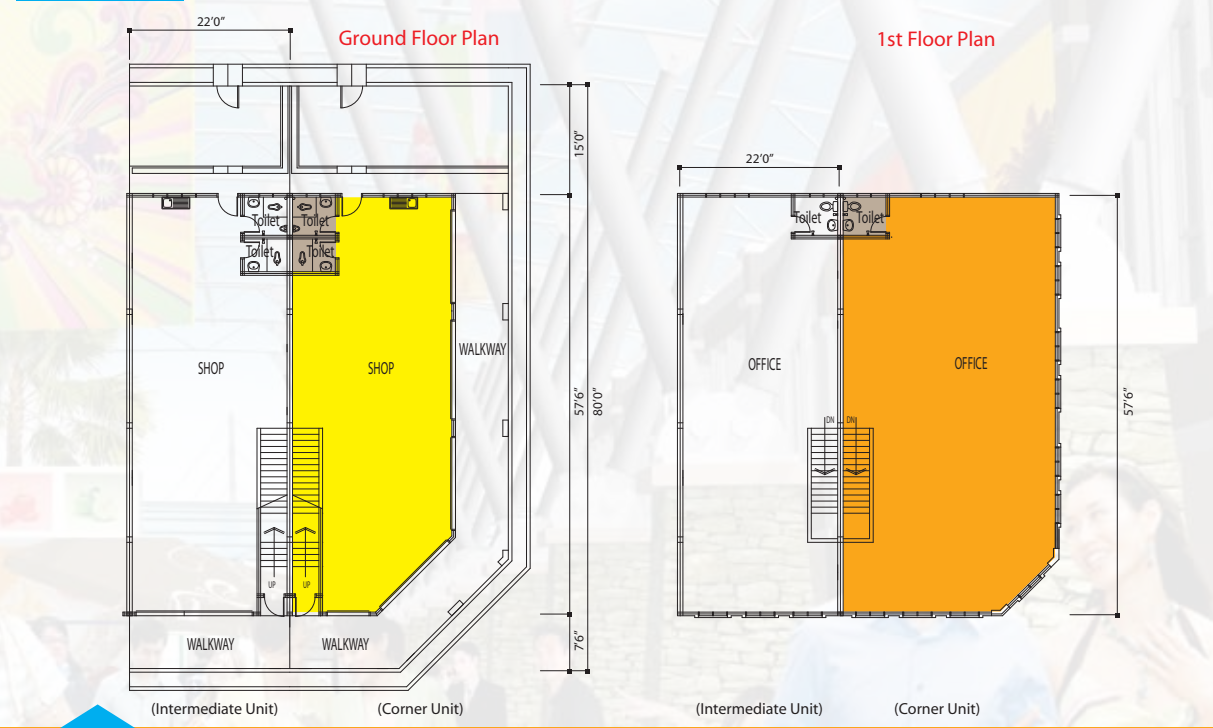 22'0"
Ground Floor Plan
1st Floor Plan
15'0"
22'0"
Toilet
Toilet
Toilet
Toilet
Toilet
Toilet
SHOP
SHOP
WALKWAY
57'6"
80'0"
OFFICE
OFFICE
57'6"
DN
DN
UP
UP
WALKWAY
WALKWAY
7'6"
(Intermediate Unit)
(Corner Unit)
(Intermediate Unit)
(Corner Unit)